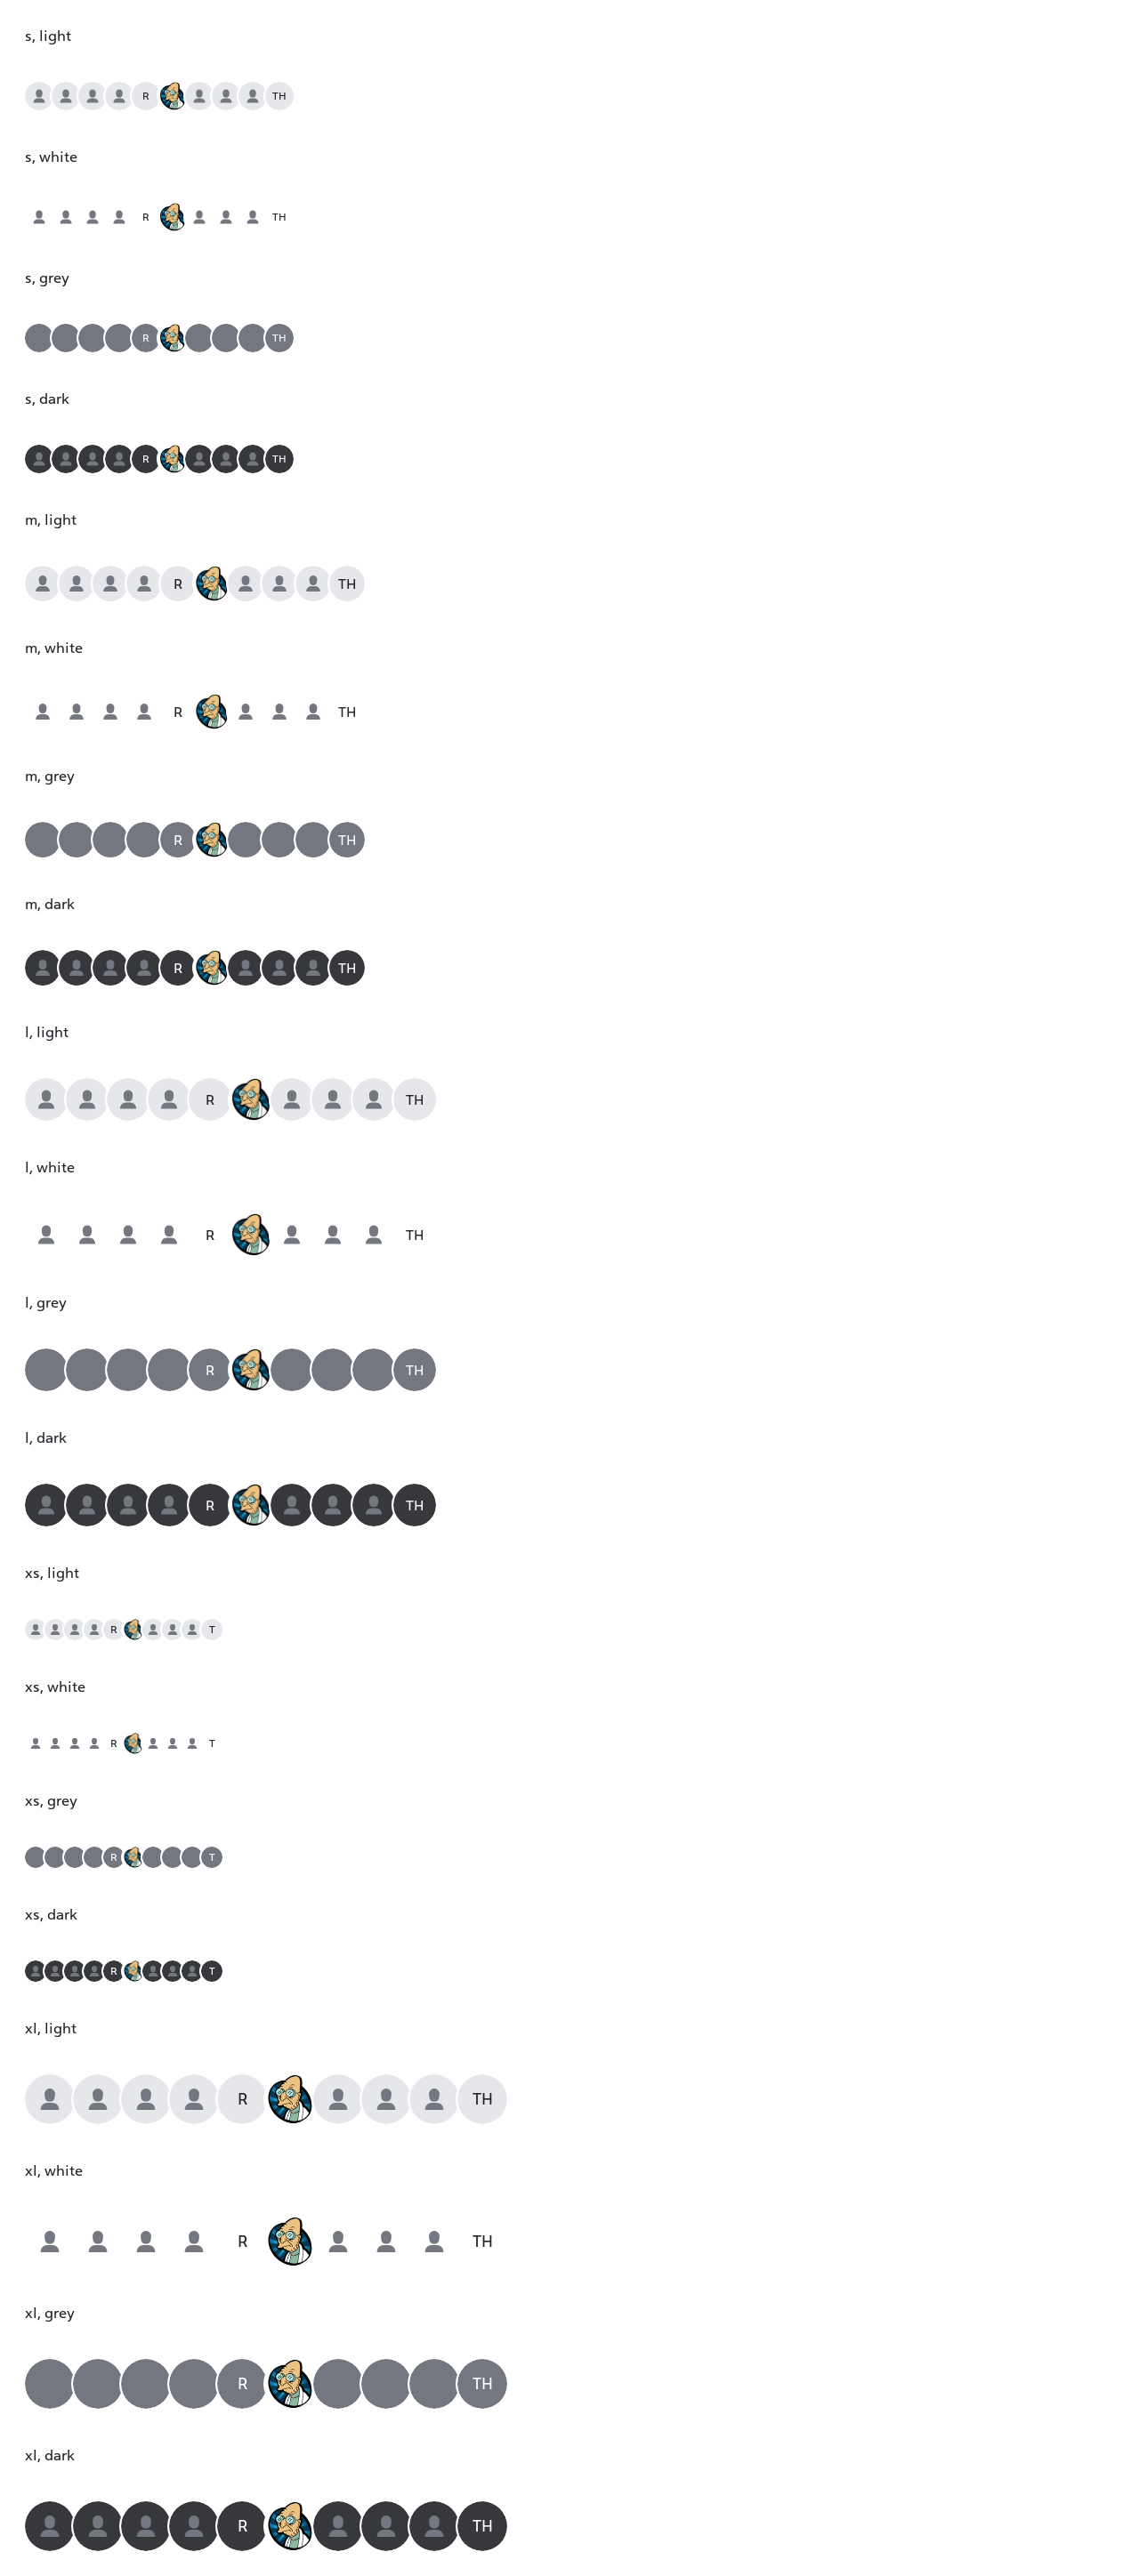 s, light
R TH
s, white
R TH
s, grey
R TH
s, dark
R TH
m, light
R TH
m, white
R TH
m, grey
R TH
m, dark
R TH
l, light
R TH
l, white
R TH
l, grey
R TH
l, dark
R TH
xs, light
R T
xs, white
R T
xs, grey
R T
xs, dark
R T
xl, light
R TH
xl, white
R TH
xl, grey
R TH
xl, dark
R TH